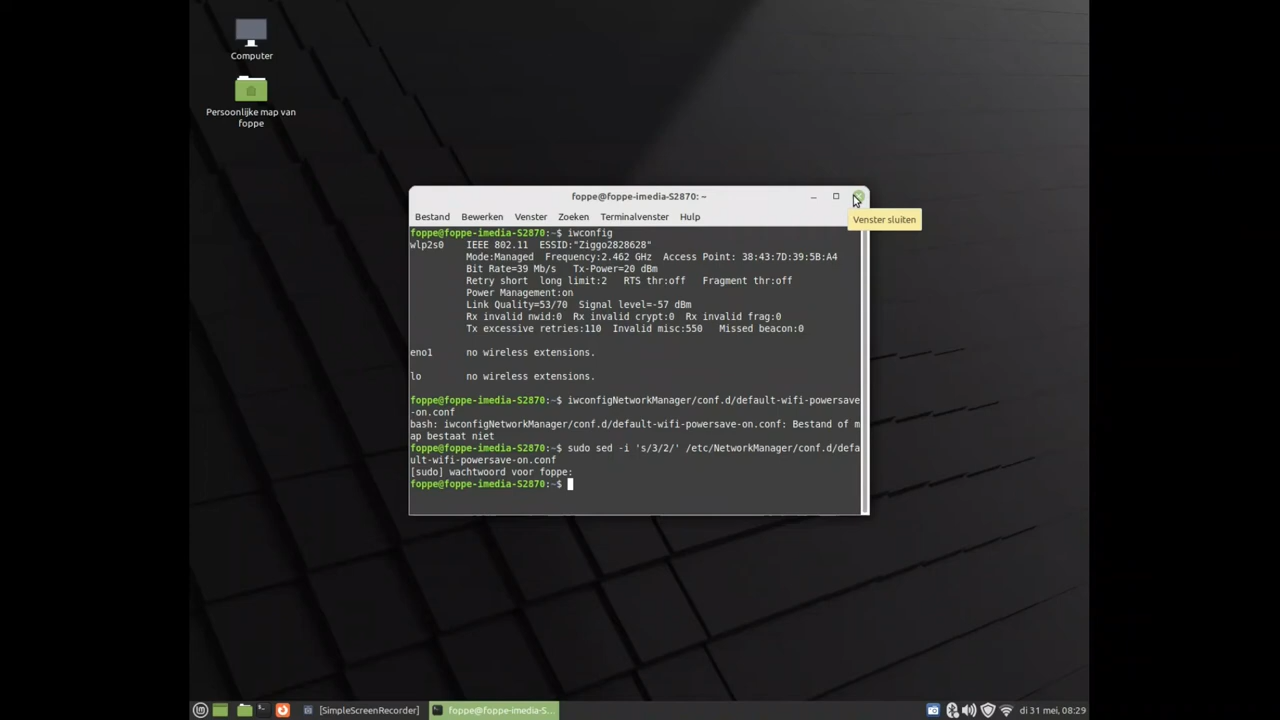 Computer
Persoonlijke map van
foppe
foppe@foppe-imedia-S2870: ~
Venster sluiten
Bestand Bewerken Venster Zoeken Terminalvenster Hulp
foppe@foppe-imedia-S2870:~$ iwconfig
wlp2s0    IEEE 802.11  ESSID:"Ziggo2828628"
Mode:Managed  Frequency:2.462 GHz  Access Point: 38:43:7D:39:5B:A4
Bit Rate=39 Mb/s   Tx-Power=20 dBm
Retry short  long limit:2   RTS thr:off   Fragment thr:off
Power Management:on
Link Quality=53/70  Signal level=-57 dBm
Rx invalid nwid:0  Rx invalid crypt:0  Rx invalid frag:0
Tx excessive retries:110  Invalid misc:550   Missed beacon:0
eno1      no wireless extensions.
lo        no wireless extensions.
foppe@foppe-imedia-S2870:~$ iwconfigNetworkManager/conf.d/default-wifi-powersave
-on.conf
bash: iwconfigNetworkManager/conf.d/default-wifi-powersave-on.conf: Bestand of m
ap bestaat niet
foppe@foppe-imedia-S2870:~$ sudo sed -i 's/3/2/' /etc/NetworkManager/conf.d/defa
ult-wifi-powersave-on.conf
[sudo] wachtwoord voor foppe:
foppe@foppe-imedia-S2870:~$
[SimpleScreenRecorder] foppe@foppe-imedia-S... di 31 mei, 08:29